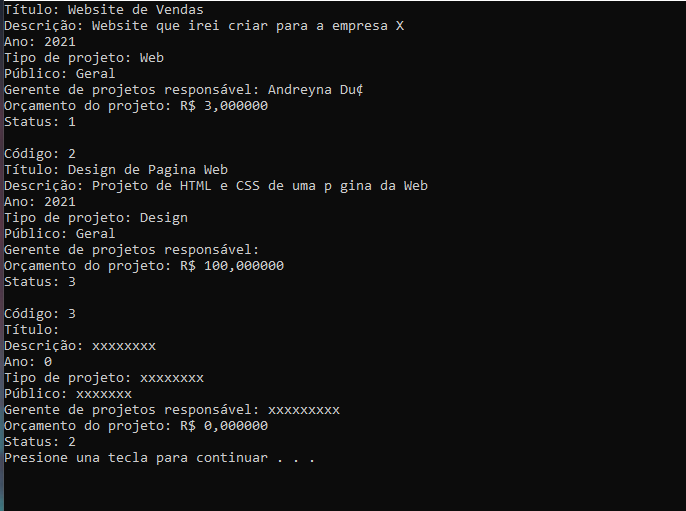 Título: Website de Vendas
Descrição: Website que irei criar para a empresa X
Ano: 2021
Tipo de projeto: Web
Público: Geral
Gerente de projetos responsável: Andreyna Du¢
Orçamento do projeto: R$ 3,000000
Status: 1

Código: 2
Título: Design de Pagina Web
Descrição: Projeto de HTML e CSS de uma p gina da Web
Ano: 2021
Tipo de projeto: Design
Público: Geral
Gerente de projetos responsável:
Orçamento do projeto: R$ 100,000000
Status: 3

Código: 3
Título:
Descrição: xxxxxxxx
Ano: 0
Tipo de projeto: xxxxxxxx
Público: xxxxxxx
Gerente de projetos responsável: xxxxxxxxx
Orçamento do projeto: R$ 0,000000
Status: 2
Presione una tecla para continuar . . .